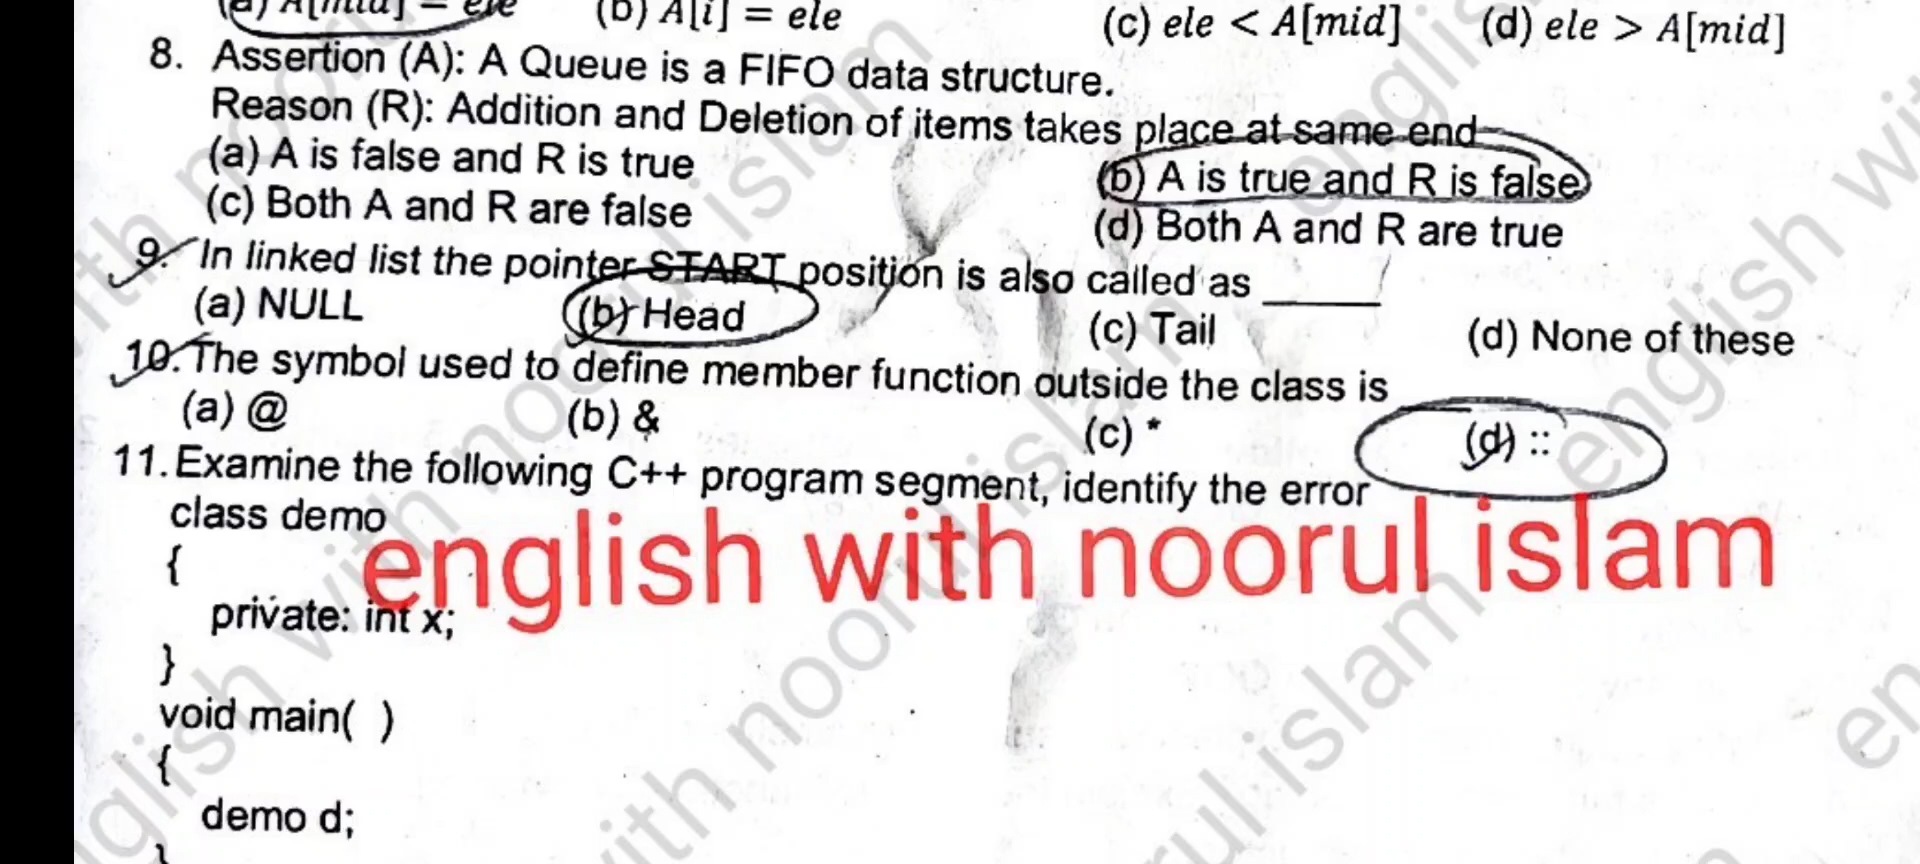 (a) A[mid] = ele (b) A[i] = ele (c) ele < A[mid] (d) ele > A[mid]
8. Assertion (A): A Queue is a FIFO data structure.
Reason (R): Addition and Deletion of items takes place at same end
(a) A is false and R is true (b) A is true and R is false
(c) Both A and R are false (d) Both A and R are true
9. In linked list the pointer START position is also called as ______
(a) NULL (b) Head (c) Tail (d) None of these
10. The symbol used to define member function outside the class is
(a) @ (b) & (c) * (d) ::
11. Examine the following C++ program segment, identify the error
class demo
{
english with noorul islam
private: int x;
}
void main( )
{
demo d;
}